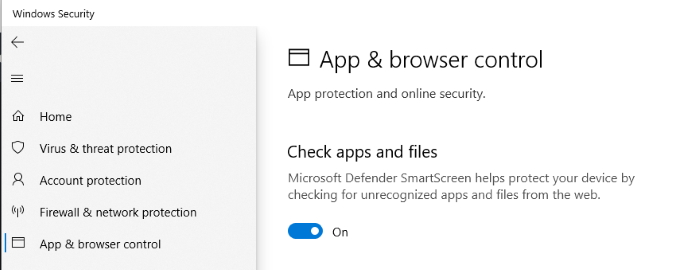 Windows Security
Home
Virus & threat protection
Account protection
Firewall & network protection
App & browser control
App & browser control
App protection and online security.
Check apps and files
Microsoft Defender SmartScreen helps protect your device by
checking for unrecognized apps and files from the web.
On